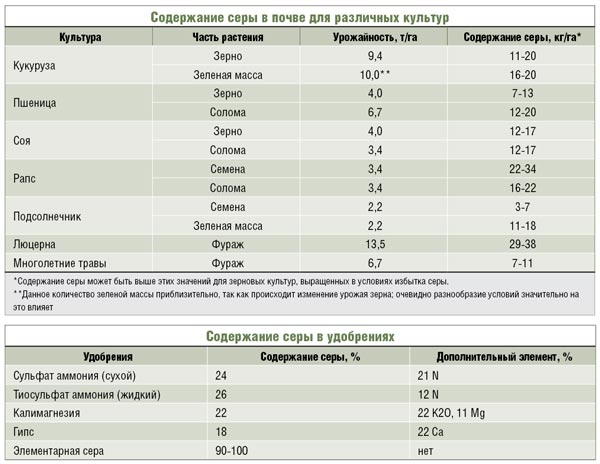 Содержание серы в почве для различных культур
Культура Часть растения Урожайность, т/га Содержание серы, кг/га*
Кукуруза Зерно 9,4 11-20
Зеленая масса 10,0** 16-20
Пшеница Зерно 4,0 7-13
Солома 6,7 12-20
Соя Зерно 4,0 12-17
Солома 3,4 12-17
Рапс Семена 3,4 22-34
Солома 3,4 16-22
Подсолнечник Семена 2,2 3-7
Зеленая масса 2,2 11-18
Люцерна Фураж 13,5 29-38
Многолетние травы Фураж 6,7 7-11
*Содержание серы может быть выше этих значений для зерновых культур, выращенных в условиях избытка серы.
**Данное количество зеленой массы приблизительно, так как происходит изменение урожая зерна; очевидно разнообразие условий значительно на
это влияет
Содержание серы в удобрениях
Удобрения Содержание серы, % Дополнительный элемент, %
Сульфат аммония (сухой) 24 21 N
Тиосульфат аммония (жидкий) 26 12 N
Калимагнезия 22 22 K2O, 11 Mg
Гипс 18 22 Ca
Элементарная сера 90-100 нет